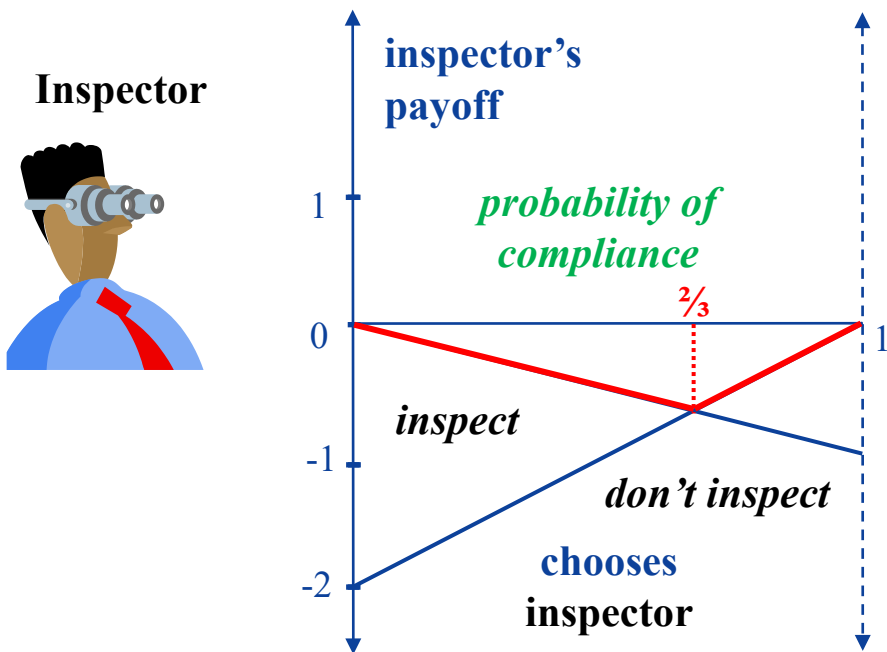 Inspector
inspector’s
payoff
1
probability of
compliance
⅔
0
1
inspect
-1
don’t inspect
-2
chooses
inspector